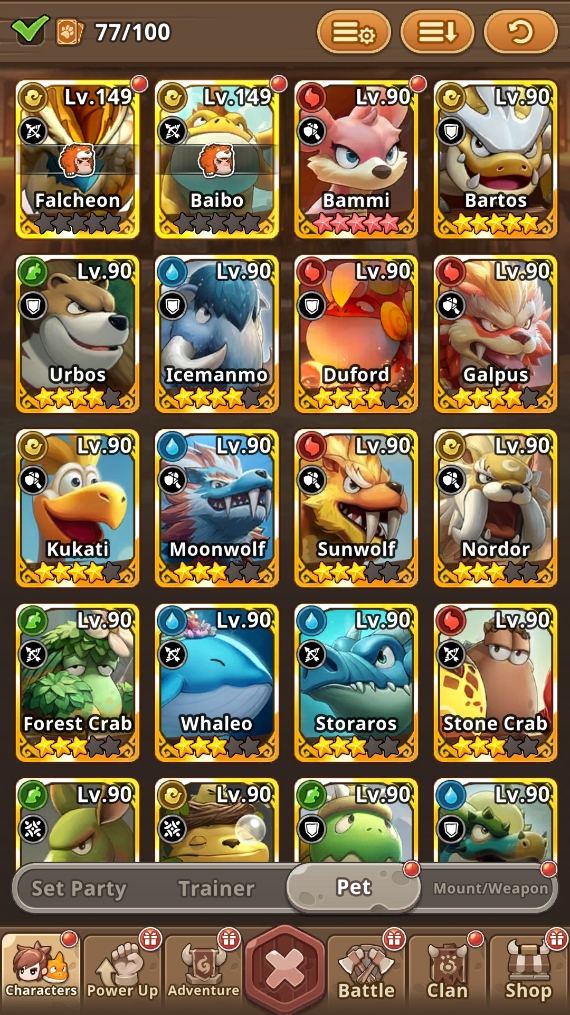 77/100
Lv.149 Lv.149 Lv.90 Lv.90
Falcheon Baibo Bammi Bartos
Lv.90 Lv.90 Lv.90 Lv.90
Urbos Icemanmo Duford Galpus
Lv.90 Lv.90 Lv.90 Lv.90
Kukati Moonwolf Sunwolf Nordor
Lv.90 Lv.90 Lv.90 Lv.90
Forest Crab Whaleo Storaros Stone Crab
Lv.90 Lv.90 Lv.90 Lv.90
Set Party Trainer Pet Mount/Weapon
Characters Power Up Adventure Battle Clan Shop